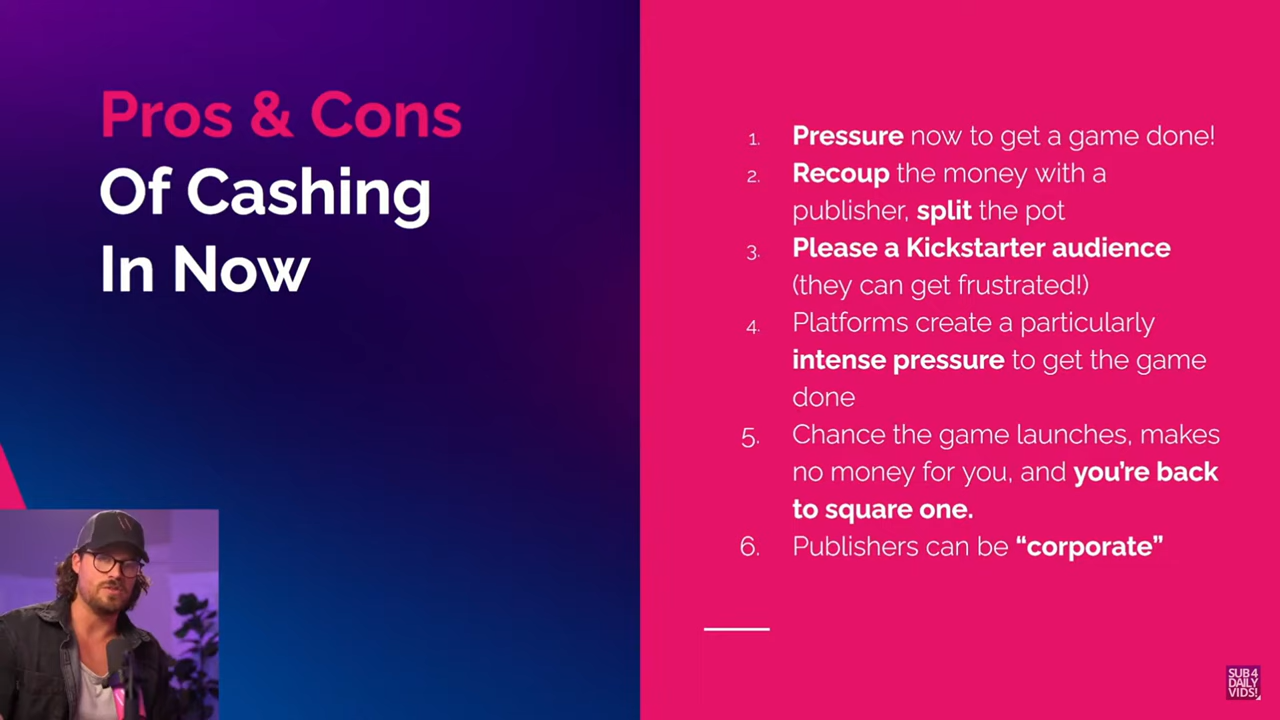 Pros & Cons
Of Cashing
In Now
1. Pressure now to get a game done!
2. Recoup the money with a
publisher, split the pot
3. Please a Kickstarter audience
(they can get frustrated!)
4. Platforms create a particularly
intense pressure to get the game
done
5. Chance the game launches, makes
no money for you, and you’re back
to square one.
6. Publishers can be “corporate”
SUB 4
DAILY
VIDS!